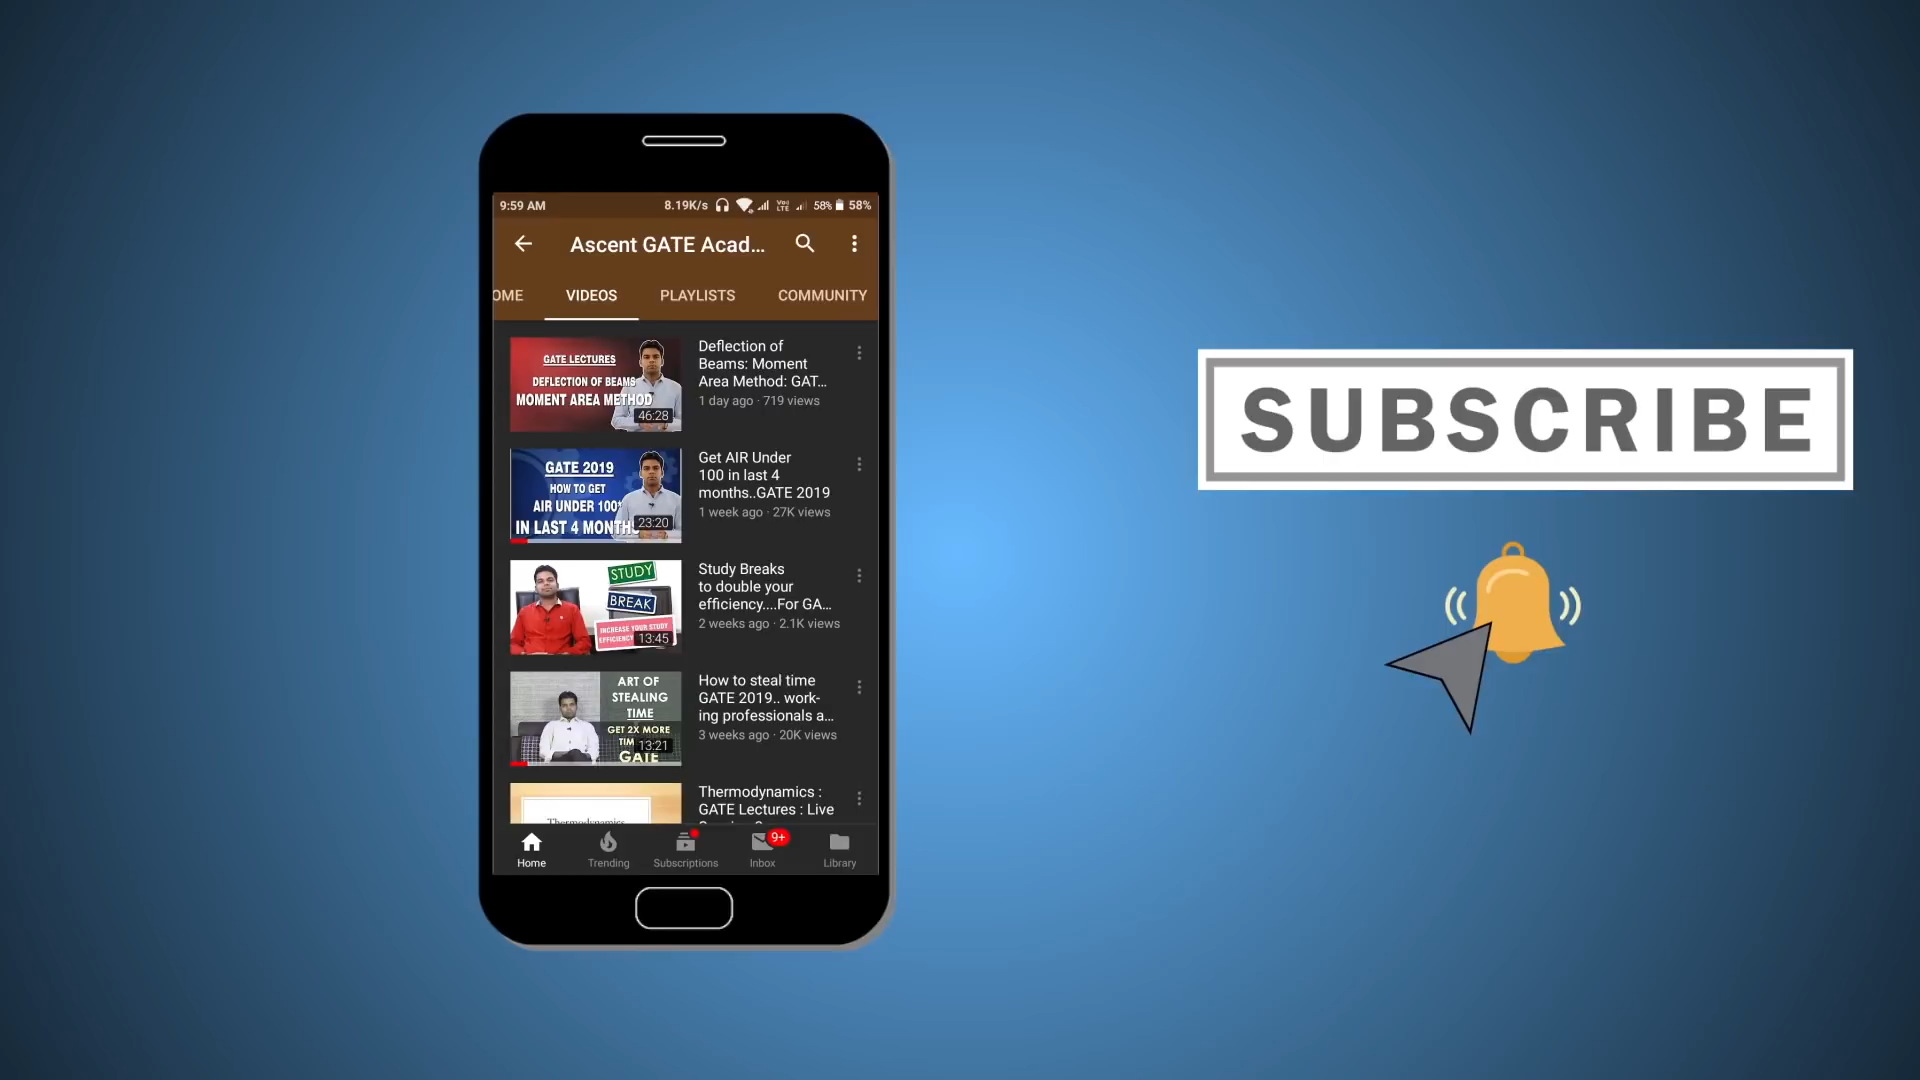 9:59 AM 8.19K/s Vod LTE 58% 58%
Ascent GATE Acad...
OME VIDEOS PLAYLISTS COMMUNITY
GATE LECTURES
DEFLECTION OF BEAMS
MOMENT AREA METHOD
46:28
Deflection of
Beams: Moment
Area Method: GAT...
1 day ago · 719 views
GATE 2019
HOW TO GET
AIR UNDER 100*
IN LAST 4 MONTHS
23:20
Get AIR Under
100 in last 4
months..GATE 2019
1 week ago · 27K views
STUDY
BREAK
INCREASE YOUR STUDY
EFFICIENCY
13:45
Study Breaks
to double your
efficiency....For GA...
2 weeks ago · 2.1K views
ART OF
STEALING
TIME
GET 2X MORE
TIM
GATE
13:21
How to steal time
GATE 2019.. work-
ing professionals a...
3 weeks ago · 20K views
Thermodynamics
Thermodynamics :
GATE Lectures : Live
Home Trending Subscriptions 9+ Inbox Library
SUBSCRIBE